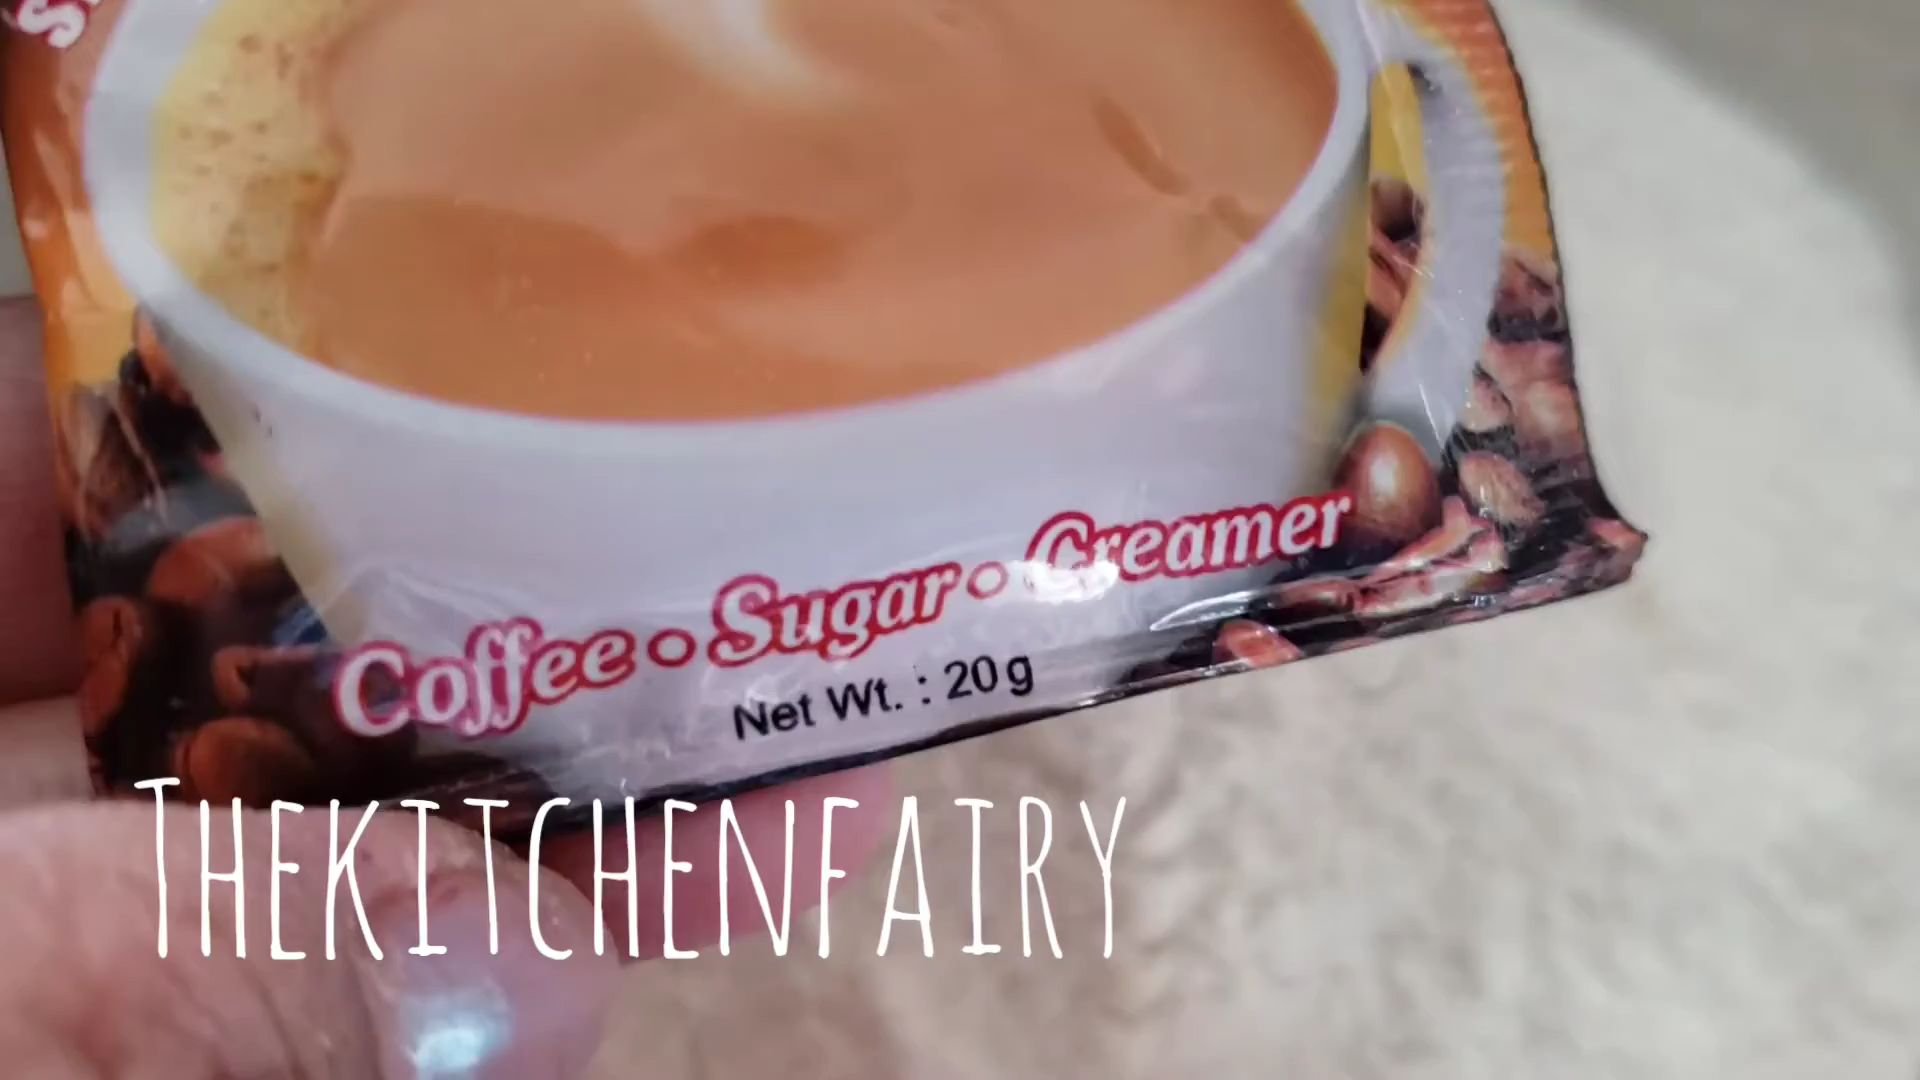 Coffee • Sugar • Creamer
Net Wt. : 20 g
THEKITCHENFAIRY